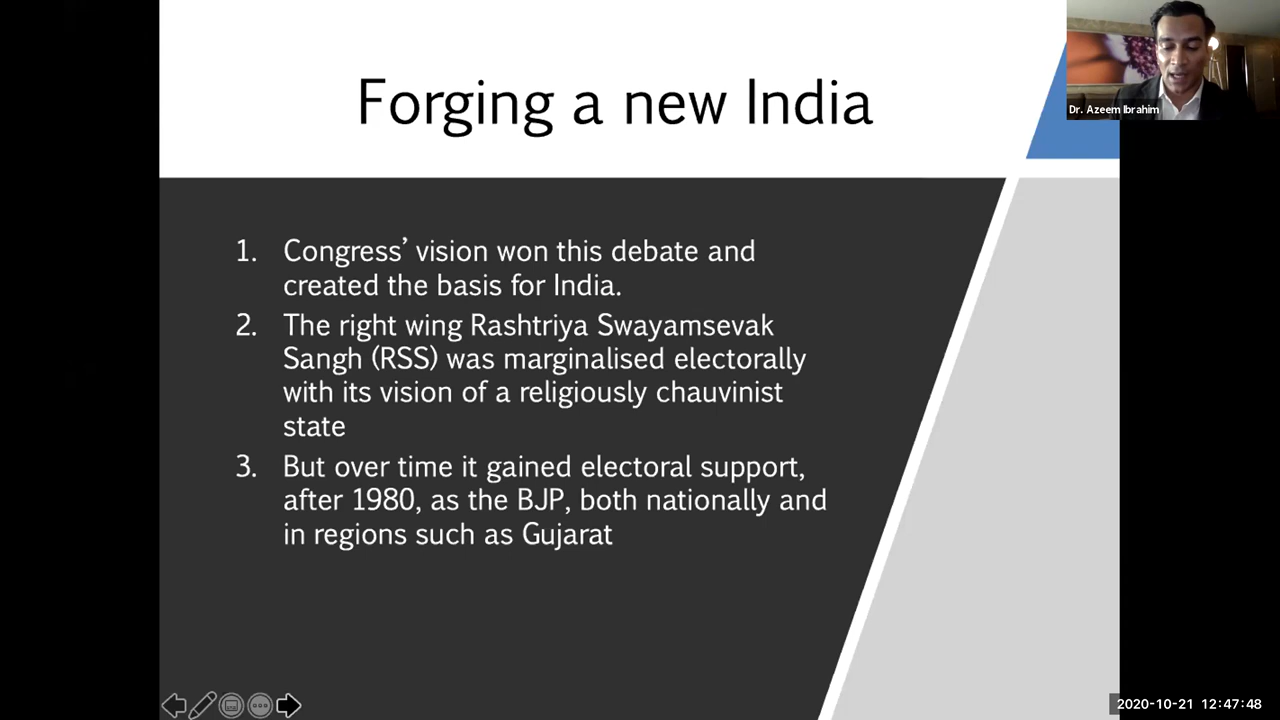 Forging a new India
Dr. Azeem Ibrahim
1. Congress’ vision won this debate and
created the basis for India.
2. The right wing Rashtriya Swayamsevak
Sangh (RSS) was marginalised electorally
with its vision of a religiously chauvinist
state
3. But over time it gained electoral support,
after 1980, as the BJP, both nationally and
in regions such as Gujarat
2020-10-21 12:47:48